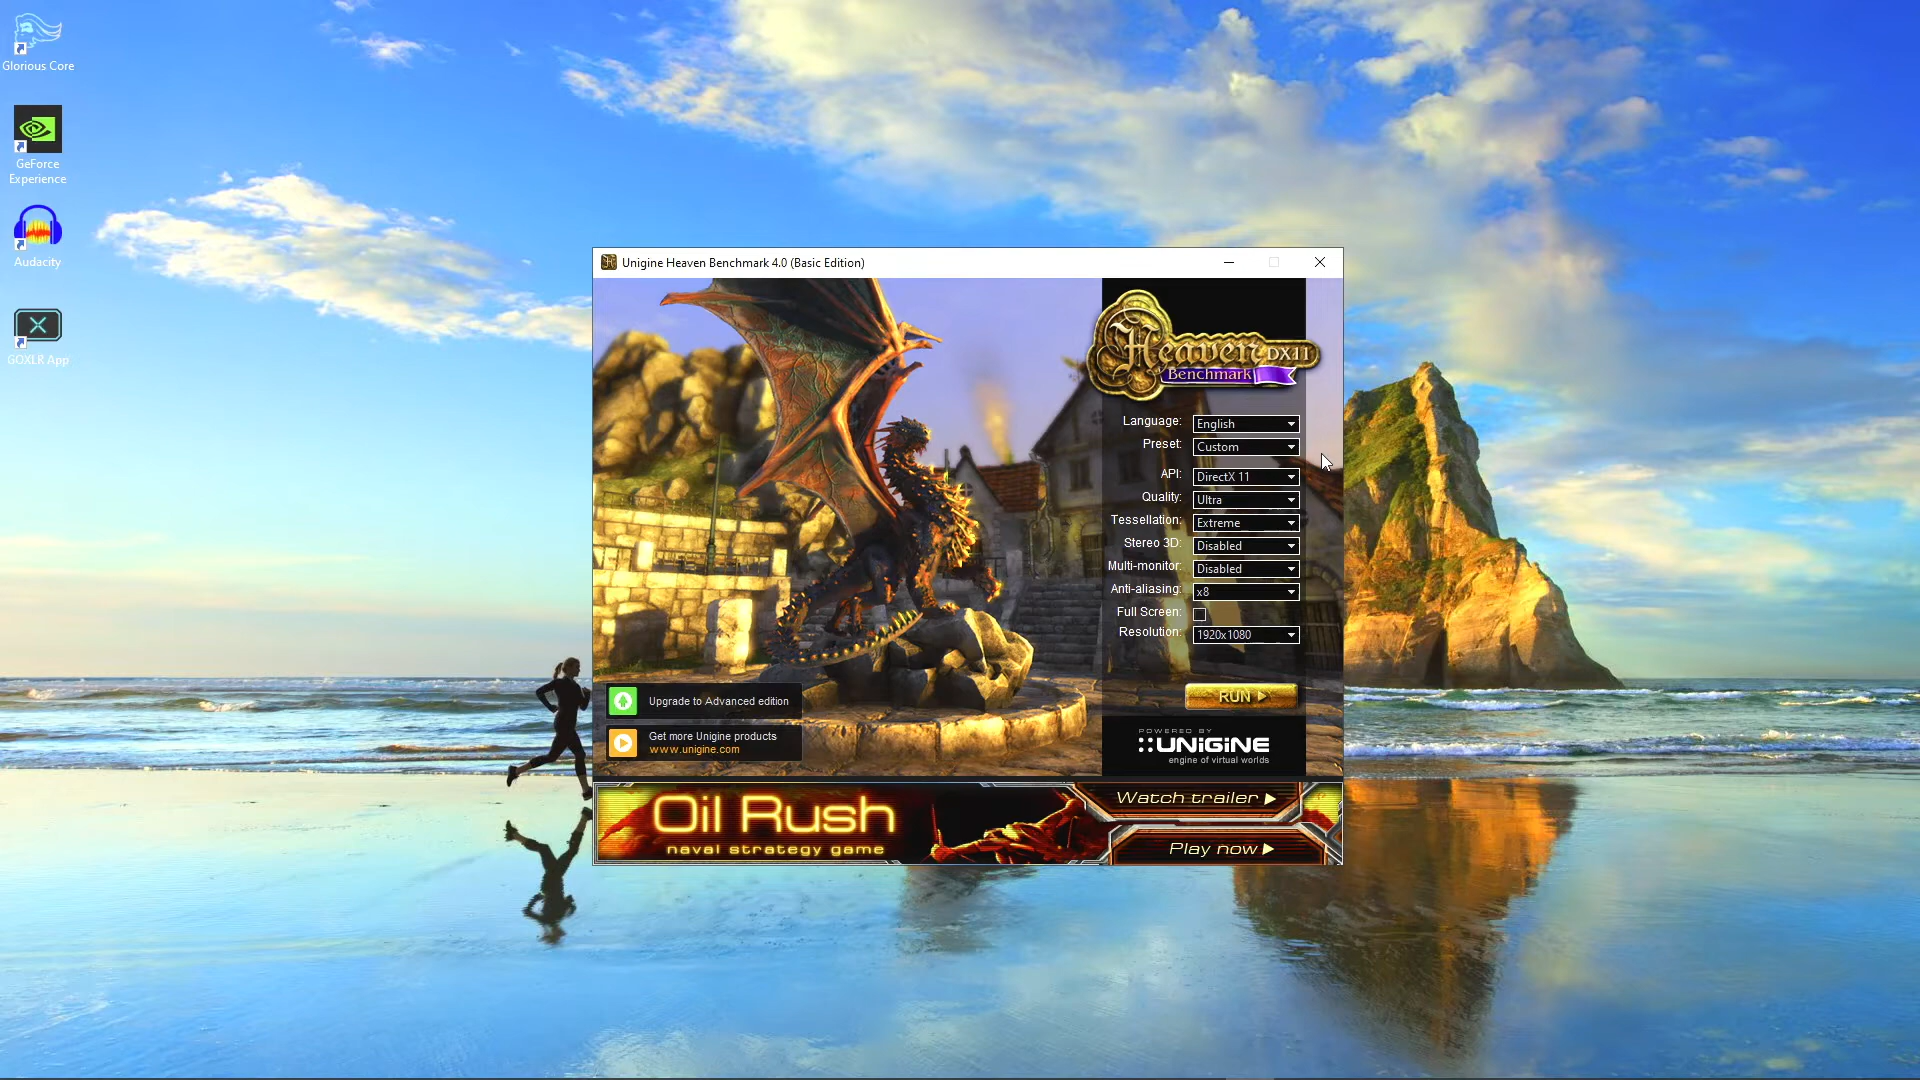 Glorious Core
GeForce
Experience
Audacity
GOXLR App
Unigine Heaven Benchmark 4.0 (Basic Edition)
Heaven DX11
Benchmark
Language: English
Preset: Custom
API: DirectX 11
Quality: Ultra
Tessellation: Extreme
Stereo 3D: Disabled
Multi-monitor: Disabled
Anti-aliasing: x8
Full Screen:
Resolution: 1920x1080
RUN
Upgrade to Advanced edition
Get more Unigine products
www.unigine.com
POWERED BY
UNIGINE
engine of virtual worlds
Oil Rush
naval strategy game
Watch trailer
Play now